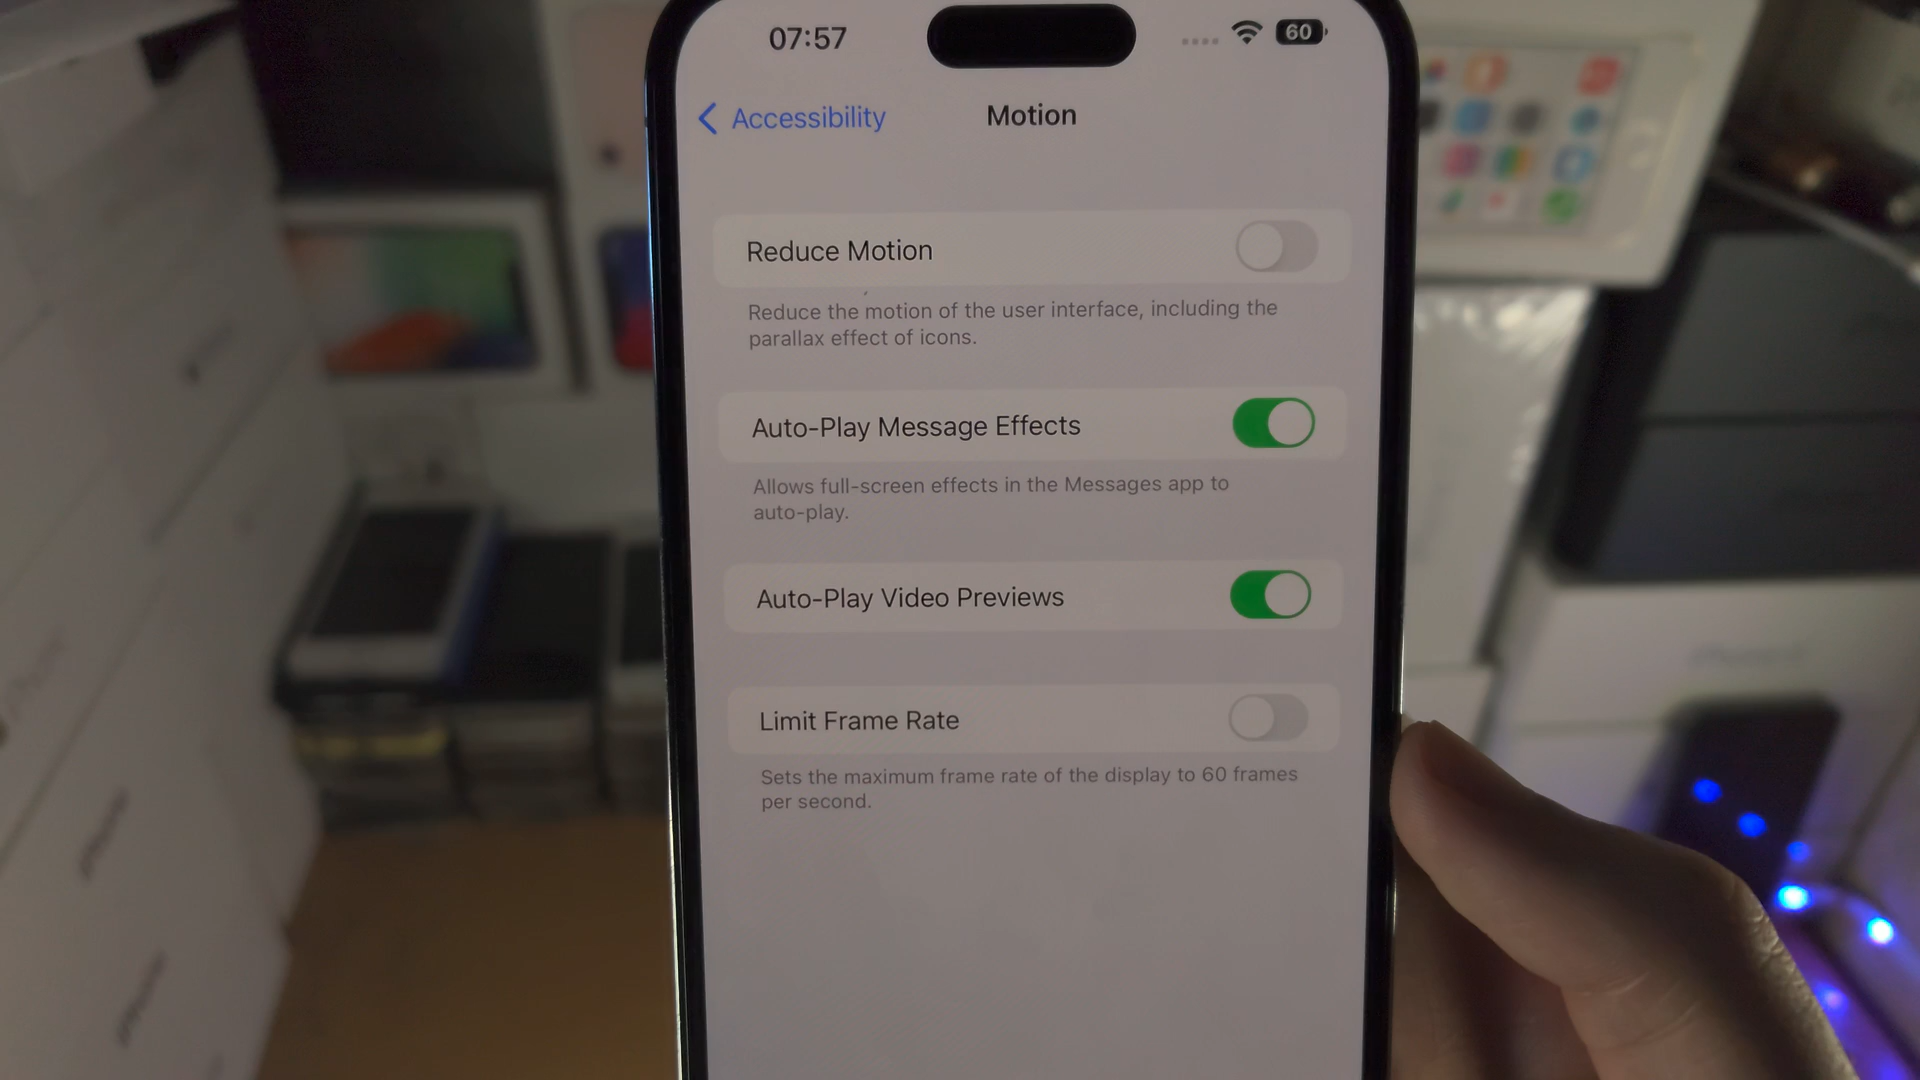 07:57
60
Accessibility
Motion
Reduce Motion
Reduce the motion of the user interface, including the
parallax effect of icons.
Auto-Play Message Effects
Allows full-screen effects in the Messages app to
auto-play.
Auto-Play Video Previews
Limit Frame Rate
Sets the maximum frame rate of the display to 60 frames
per second.